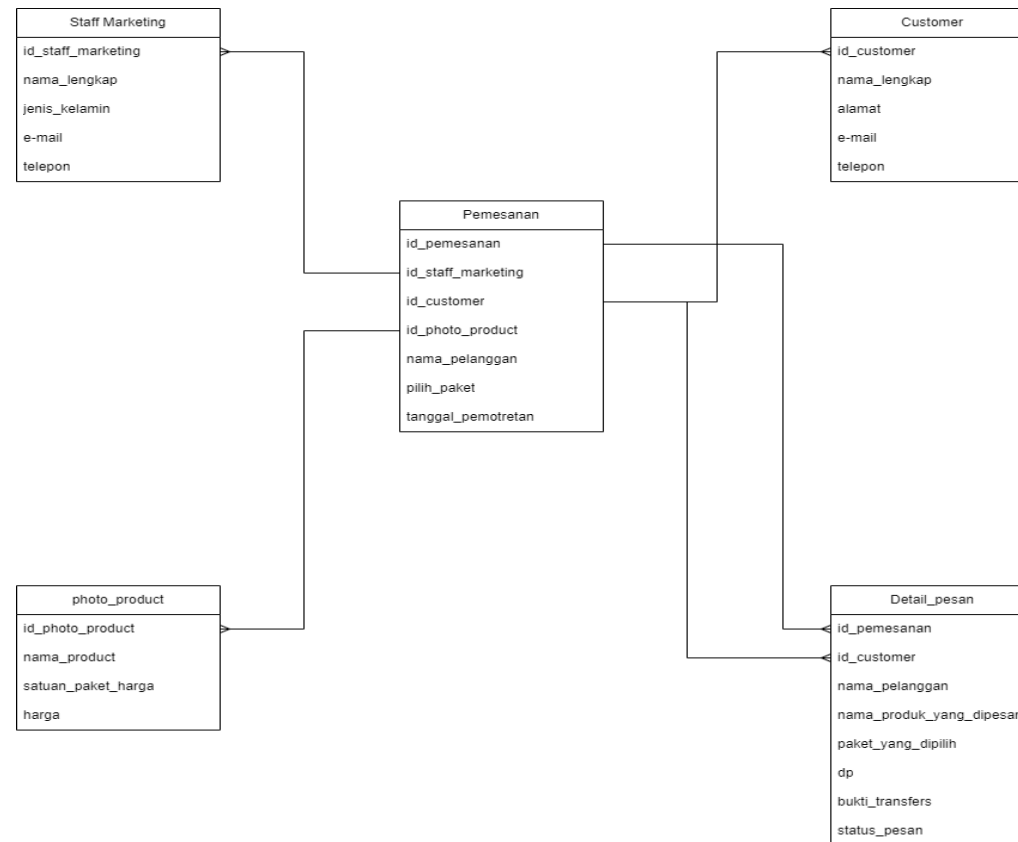 Staff Marketing
id_staff_marketing
nama_lengkap
jenis_kelamin
e-mail
telepon
Customer
id_customer
nama_lengkap
alamat
e-mail
telepon
Pemesanan
id_pemesanan
id_staff_marketing
id_customer
id_photo_product
nama_pelanggan
pilih_paket
tanggal_pemotretan
photo_product
id_photo_product
nama_product
satuan_paket_harga
harga
Detail_pesan
id_pemesanan
id_customer
nama_pelanggan
nama_produk_yang_dipesan
paket_yang_dipilih
dp
bukti_transfers
status_pesan